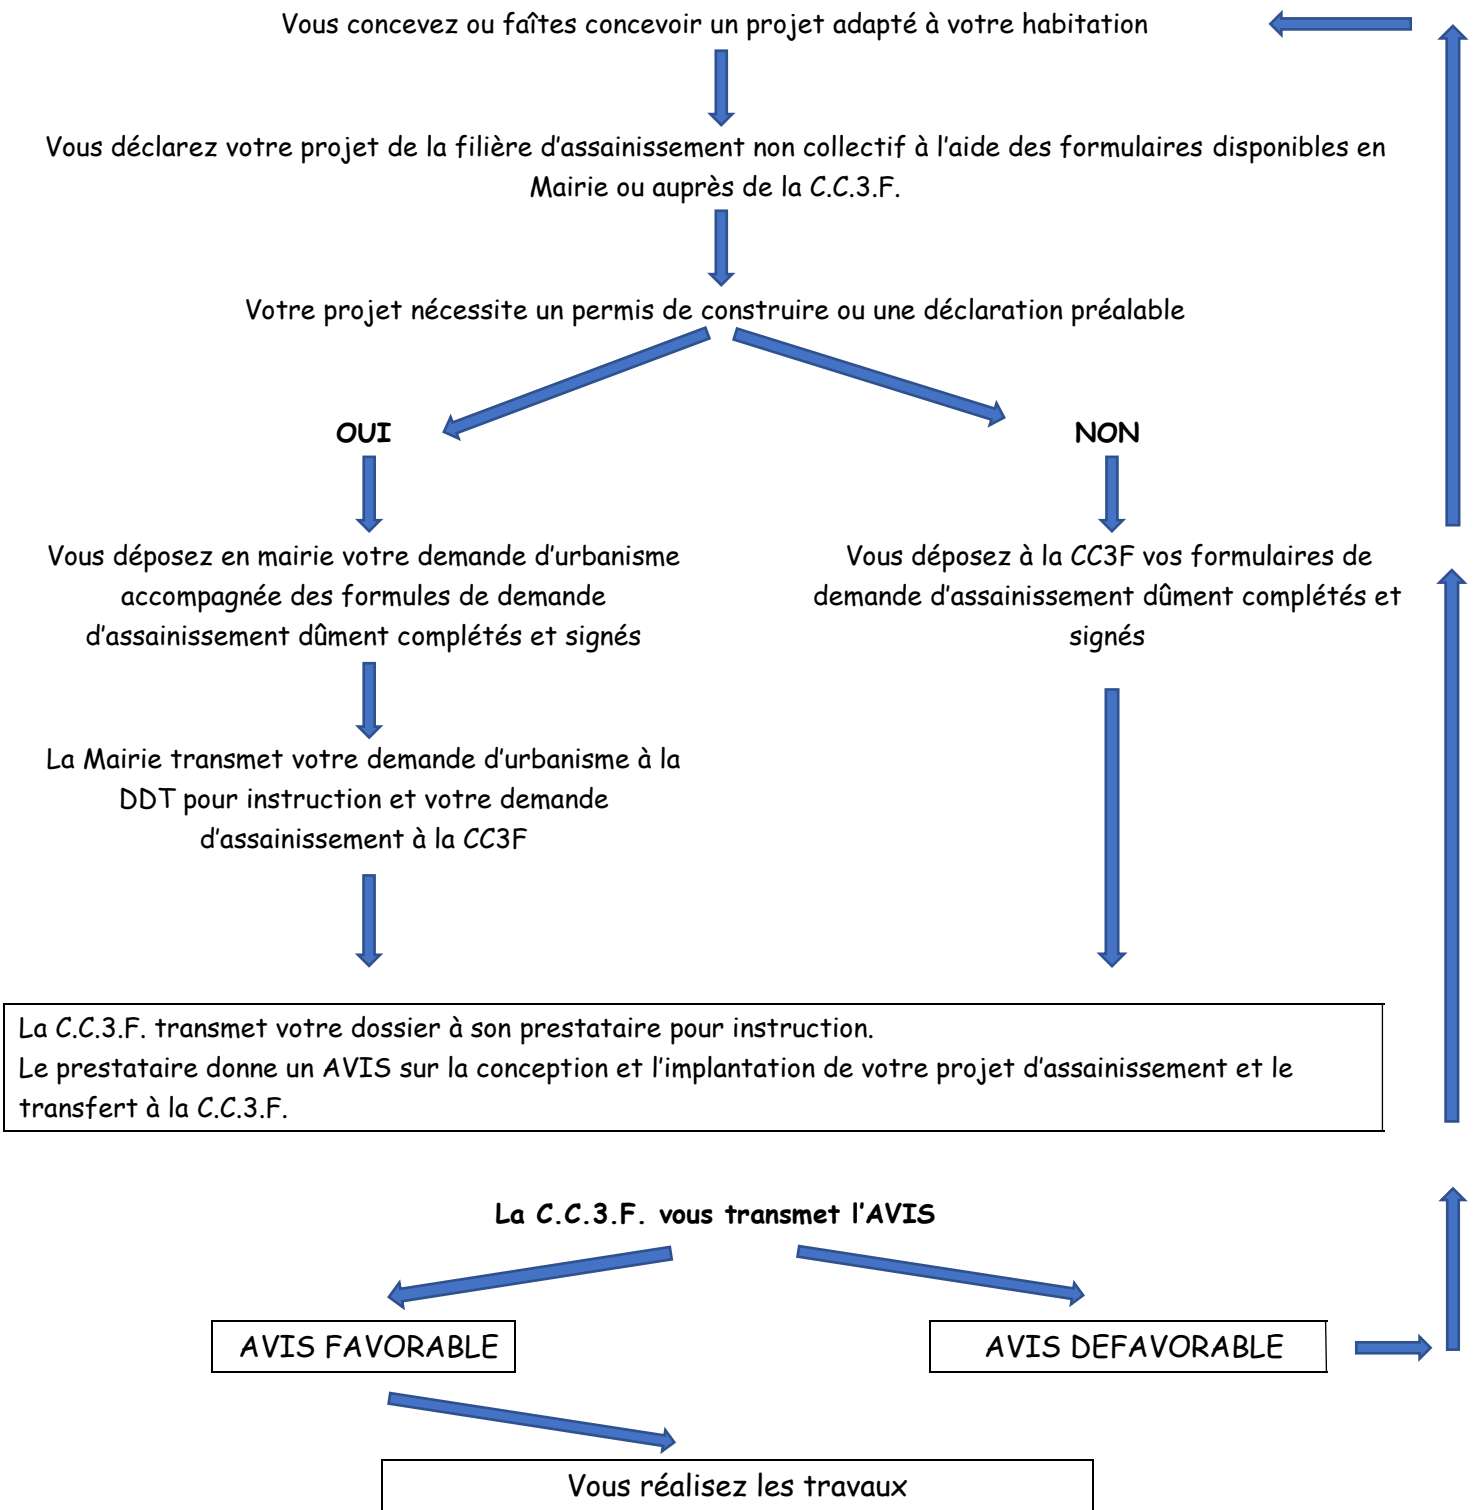 Vous concevez ou faîtes concevoir un projet adapté à votre habitation
Vous déclarez votre projet de la filière d'assainissement non collectif à l'aide des formulaires disponibles en
Mairie ou auprès de la C.C.3.F.
Votre projet nécessite un permis de construire ou une déclaration préalable
OUI
Vous déposez en mairie votre demande d'urbanisme
accompagnée des formules de demande
d'assainissement dûment complétés et signés
La Mairie transmet votre demande d'urbanisme à la
DDT pour instruction et votre demande
d'assainissement à la CC3F
NON
Vous déposez à la CC3F vos formulaires de
demande d'assainissement dûment complétés et
signés
La C.C.3.F. transmet votre dossier à son prestataire pour instruction.
Le prestataire donne un AVIS sur la conception et l'implantation de votre projet d'assainissement et le
transfert à la C.C.3.F.
La C.C.3.F. vous transmet l'AVIS
AVIS FAVORABLE
AVIS DEFAVORABLE
Vous réalisez les travaux